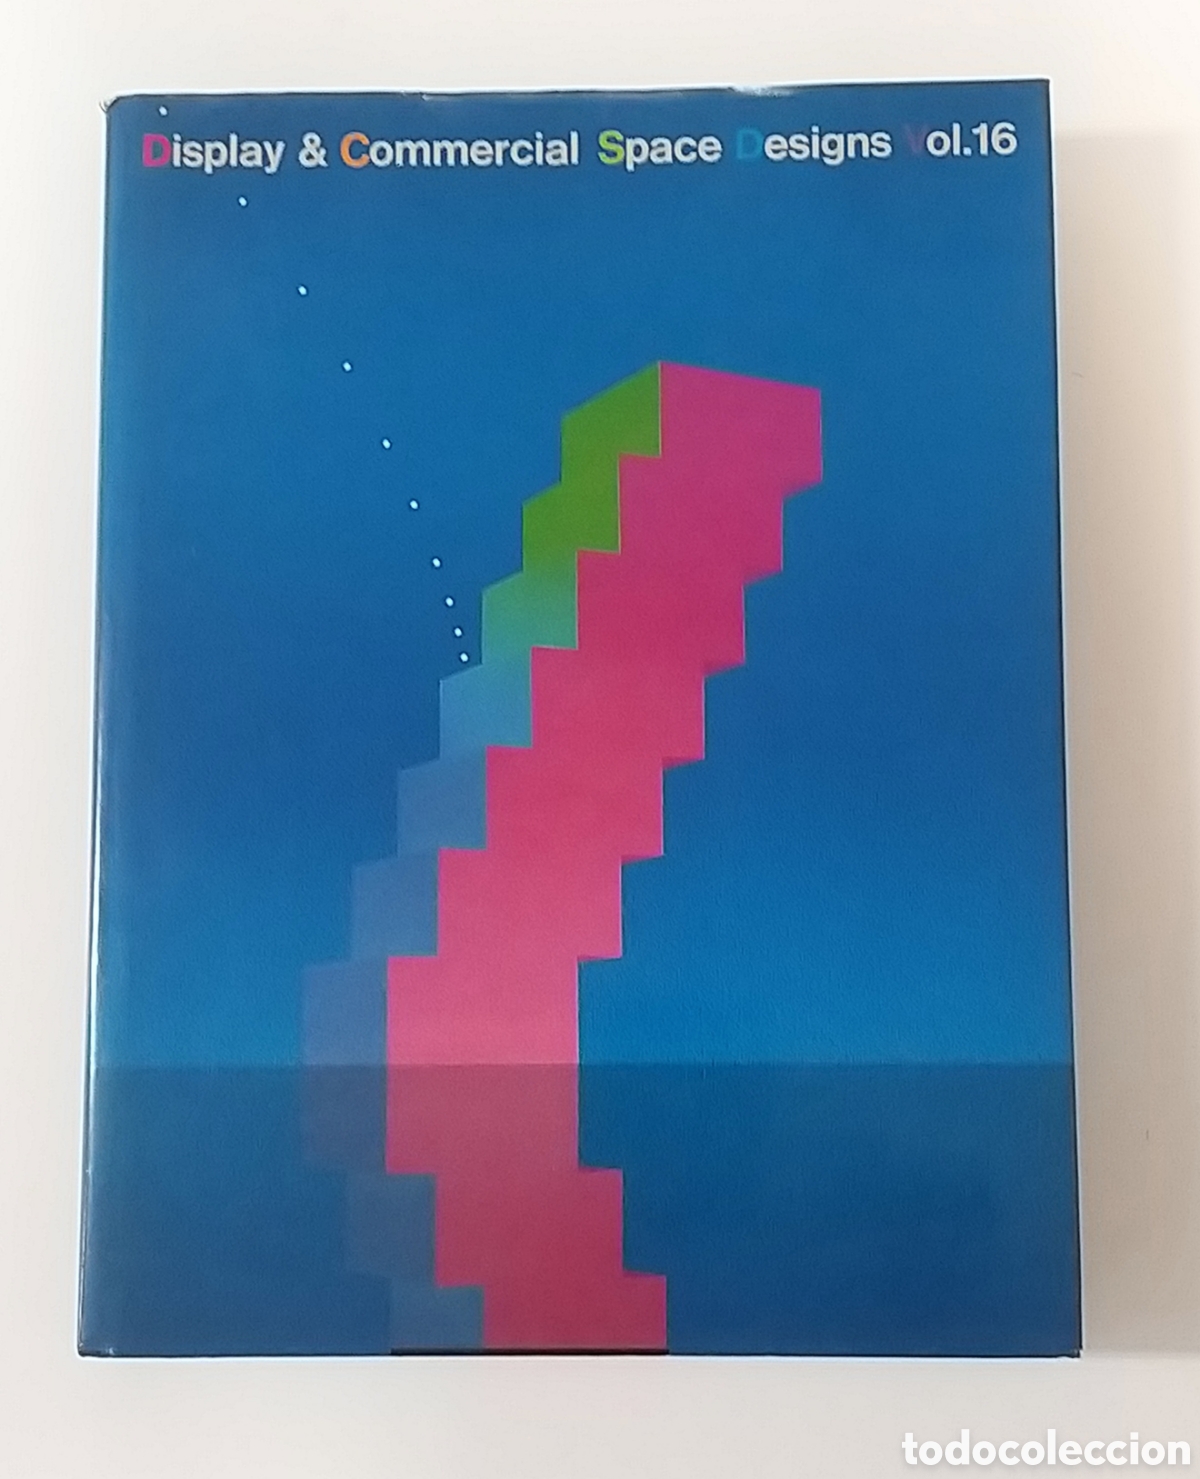 Display & Commercial Space Designs Vol.16
todocoleccion